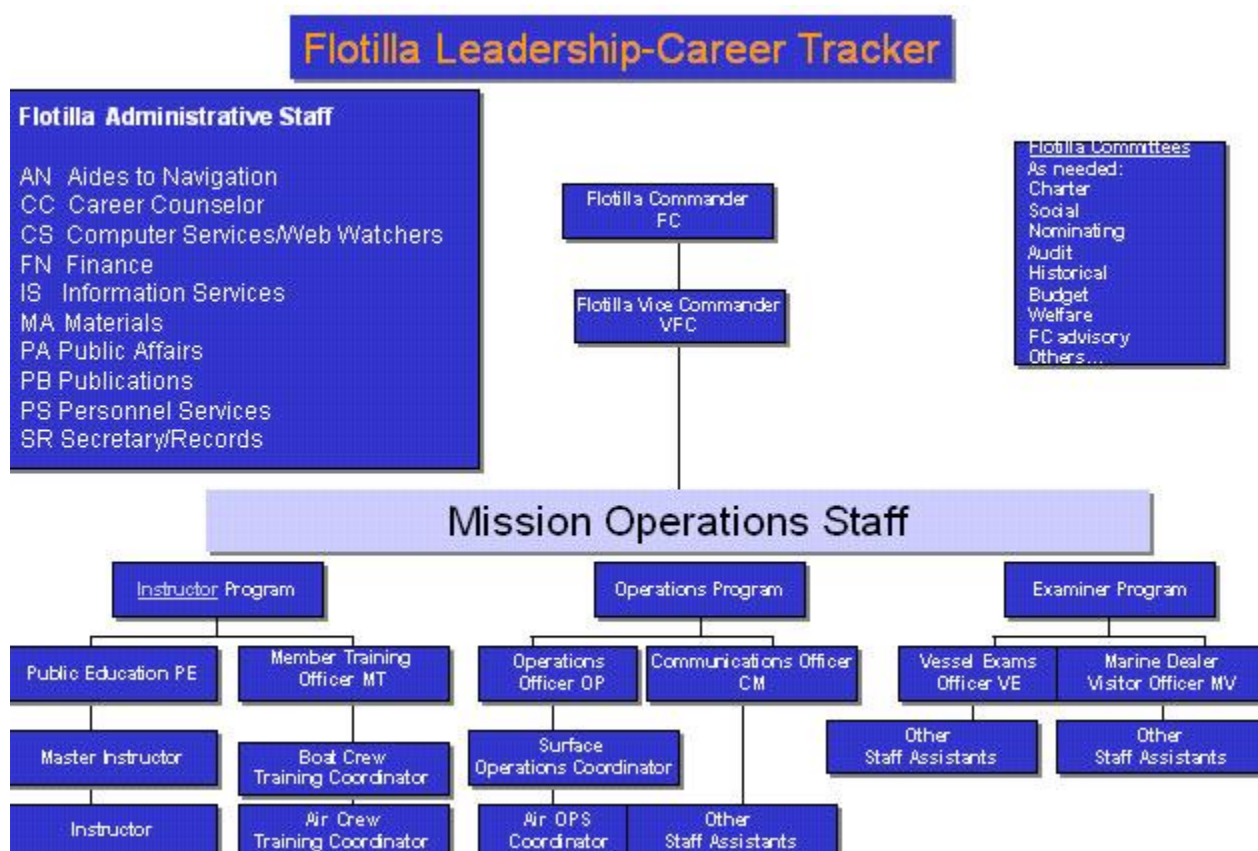 Flotilla Leadership-Career Tracker
Flotilla Administrative Staff
AN Aides to Navigation
CC Career Counselor
CS Computer Services/Web Watchers
FN Finance
IS Information Services
MA Materials
PA Public Affairs
PB Publications
PS Personnel Services
SR Secretary/Records
Flotilla Commander
FC
Flotilla Vice Commander
VFC
Flotilla Committees
As needed:
Charter
Social
Nominating
Audit
Historical
Budget
Welfare
FC advisory
Others...
Mission Operations Staff
Instructor Program
Operations Program
Examiner Program
Public Education PE
Member Training
Officer MT
Operations
Officer OP
Communications Officer
CM
Vessel Exams
Officer VE
Marine Dealer
Visitor Officer MV
Master Instructor
Boat Crew
Training Coordinator
Surface
Operations Coordinator
Other
Staff Assistants
Other
Staff Assistants
Instructor
Air Crew
Training Coordinator
Air OPS
Coordinator
Other
Staff Assistants